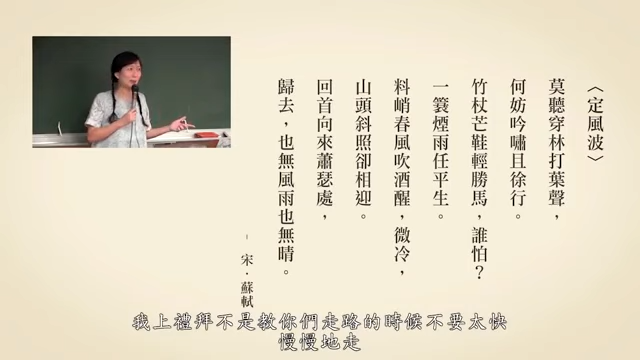 〈定風波〉
莫聽穿林打葉聲，
何妨吟嘯且徐行。
竹杖芒鞋輕勝馬，誰怕？
一簑煙雨任平生。
料峭春風吹酒醒，微冷，
山頭斜照卻相迎。
回首向來蕭瑟處，
歸去，也無風雨也無晴。
– 宋．蘇軾
我上禮拜不是教你們走路的時候不要太快
慢慢地走